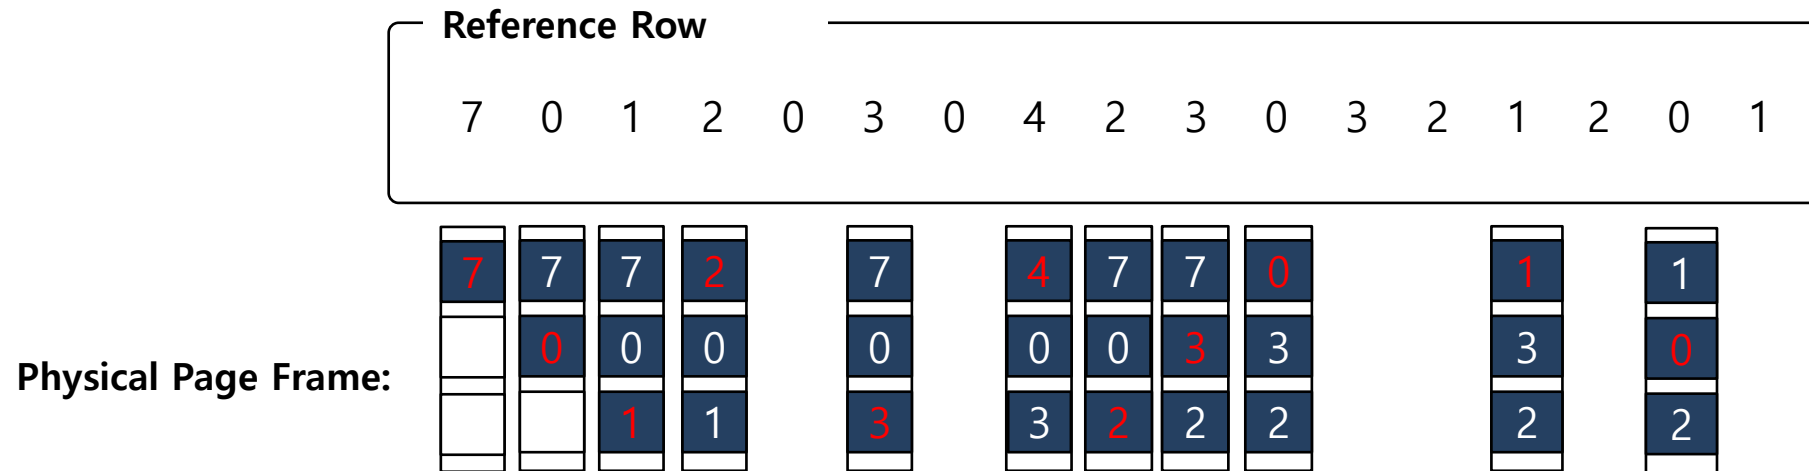 Reference Row
7 0 1 2 0 3 0 4 2 3 0 3 2 1 2 0 1
7 7 7 2 7 4 7 7 0 1 1
0 0 0 0 0 0 3 3 3 0
Physical Page Frame:
1 1 3 3 2 2 2 2 2